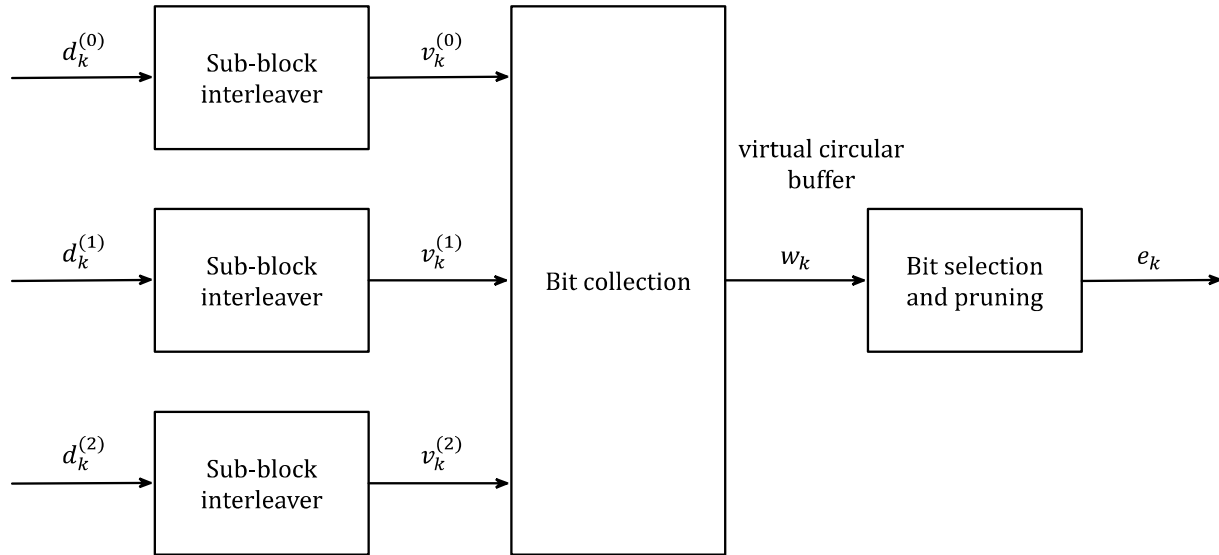 d_k^{(0)}
Sub-block
interleaver
v_k^{(0)}
d_k^{(1)}
Sub-block
interleaver
v_k^{(1)}
d_k^{(2)}
Sub-block
interleaver
v_k^{(2)}
Bit collection
virtual circular
buffer
w_k
Bit selection
and pruning
e_k